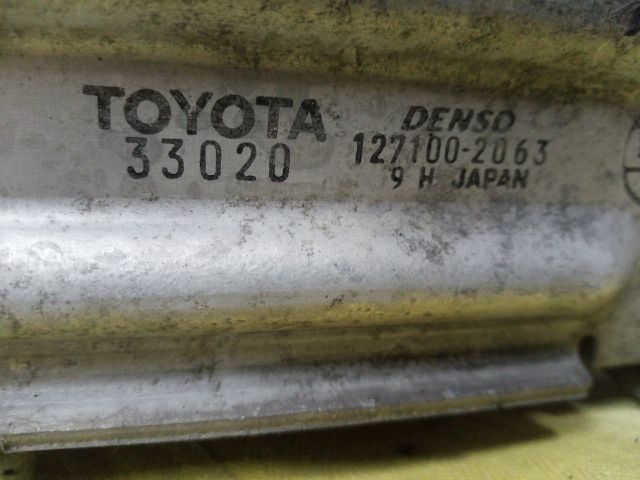 TOYOTA
33020
DENSO
127100-2063
9 H JAPAN